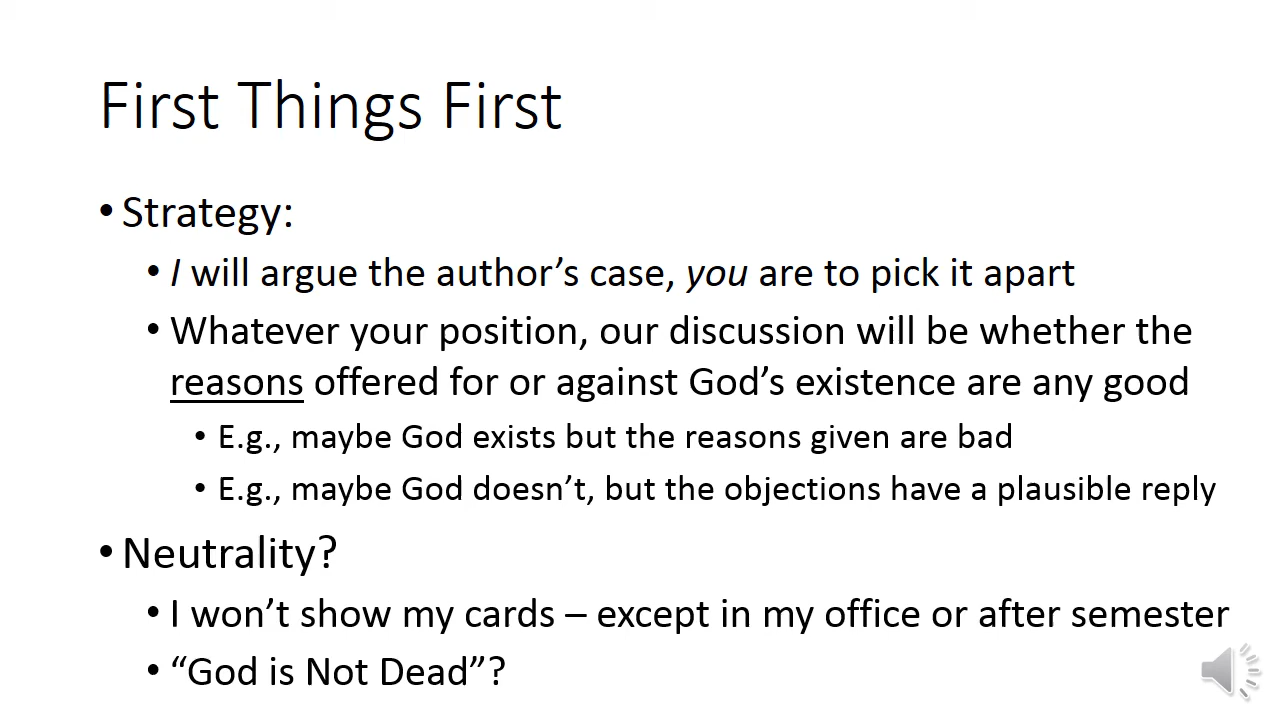 First Things First
• Strategy:
• I will argue the author’s case, you are to pick it apart
• Whatever your position, our discussion will be whether the
reasons offered for or against God’s existence are any good
• E.g., maybe God exists but the reasons given are bad
• E.g., maybe God doesn’t, but the objections have a plausible reply
• Neutrality?
• I won’t show my cards – except in my office or after semester
• “God is Not Dead”?